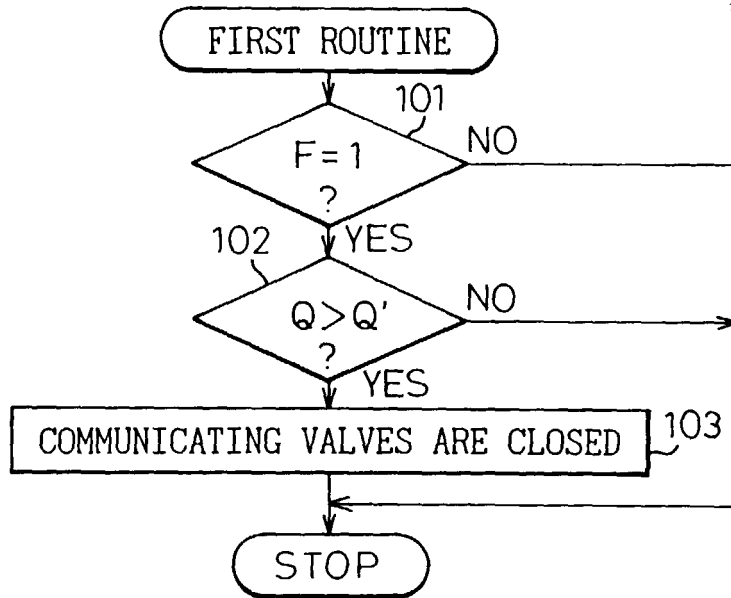 FIRST ROUTINE
101
F=1
?
NO
YES
102
Q>Q'
?
NO
YES
COMMUNICATING VALVES ARE CLOSED
103
STOP